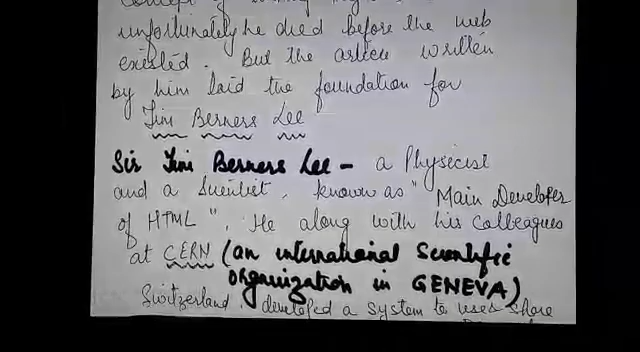 unfortunately he died before the web
existed. But the article written
by him laid the foundation for
Tim Berners Lee
Sir Tim Berners Lee - a Physicist
and a Scientist, known as " Main Developer
of HTML ". He along with his colleagues
at CERN (an international Scientific
organization in GENEVA)
Switzerland, developed a system to uses share